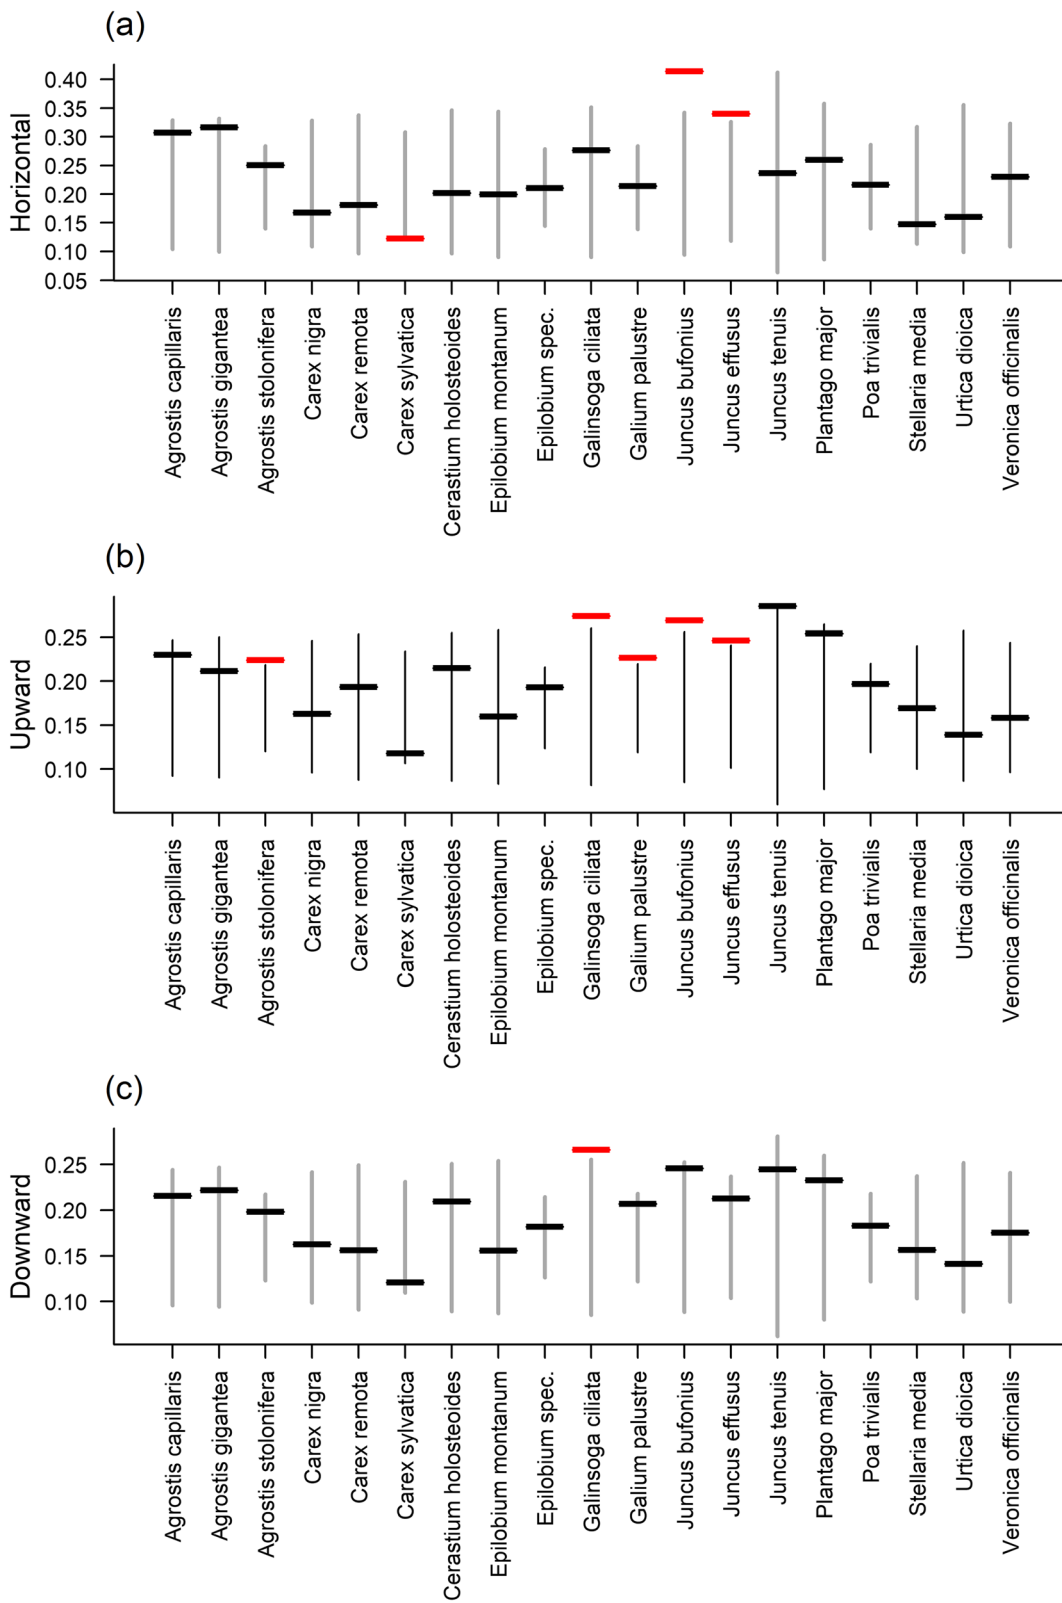 (a)
Horizontal
0.40
0.35
0.30
0.25
0.20
0.15
0.10
0.05
Agrostis capillaris
Agrostis gigantea
Agrostis stolonifera
Carex nigra
Carex remota
Carex sylvatica
Cerastium holosteoides
Epilobium montanum
Epilobium spec.
Galinsoga ciliata
Galium palustre
Juncus bufonius
Juncus effusus
Juncus tenuis
Plantago major
Poa trivialis
Stellaria media
Urtica dioica
Veronica officinalis
(b)
Upward
0.25
0.20
0.15
0.10
Agrostis capillaris
Agrostis gigantea
Agrostis stolonifera
Carex nigra
Carex remota
Carex sylvatica
Cerastium holosteoides
Epilobium montanum
Epilobium spec.
Galinsoga ciliata
Galium palustre
Juncus bufonius
Juncus effusus
Juncus tenuis
Plantago major
Poa trivialis
Stellaria media
Urtica dioica
Veronica officinalis
(c)
Downward
0.25
0.20
0.15
0.10
Agrostis capillaris
Agrostis gigantea
Agrostis stolonifera
Carex nigra
Carex remota
Carex sylvatica
Cerastium holosteoides
Epilobium montanum
Epilobium spec.
Galinsoga ciliata
Galium palustre
Juncus bufonius
Juncus effusus
Juncus tenuis
Plantago major
Poa trivialis
Stellaria media
Urtica dioica
Veronica officinalis